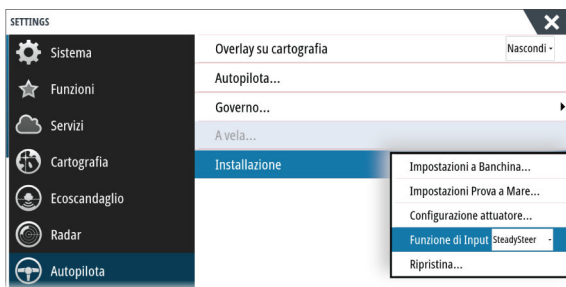 SETTINGS
Sistema
Funzioni
Servizi
Cartografia
Ecoscandaglio
Radar
Autopilota
Overlay su cartografia Nascondi
Autopilota...
Governo...
A vela...
Installazione
Impostazioni a Banchina...
Impostazioni Prova a Mare...
Configurazione attuatore...
Funzione di Input SteadySteer
Ripristina...